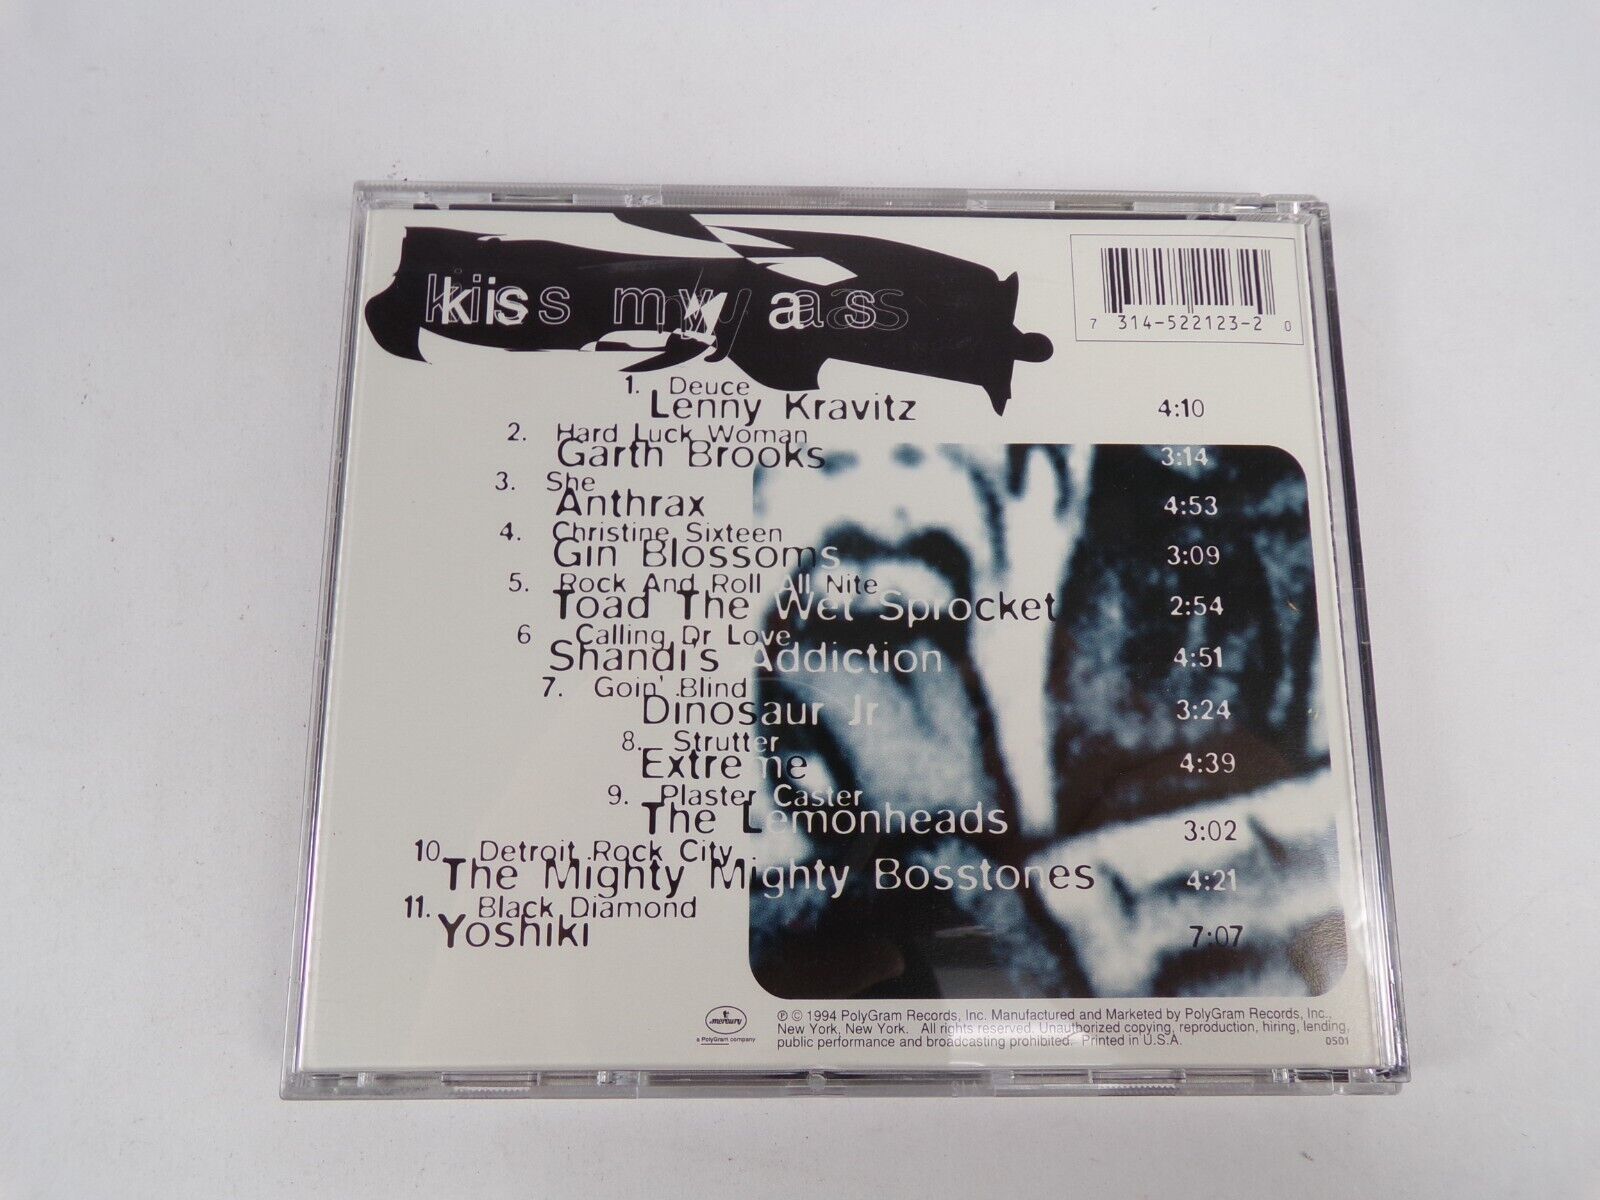 kiss my ass
7 314-522123-2 0
1. Deuce
Lenny Kravitz 4:10
2. Hard Luck Woman
Garth Brooks 3:14
3. She
Anthrax 4:53
4. Christine Sixteen
Gin Blossoms 3:09
5. Rock And Roll All Nite
Toad The Wet Sprocket 2:54
6 Calling Dr Love
Shandi's Addiction 4:51
7. Goin' Blind
Dinosaur Jr 3:24
8. Strutter
Extreme 4:39
9. Plaster Caster
The Lemonheads 3:02
10. Detroit Rock City
The Mighty Mighty Bosstones 4:21
11. Black Diamond
Yoshiki 7:07
mercury
a PolyGram company
℗ © 1994 PolyGram Records, Inc. Manufactured and Marketed by PolyGram Records, Inc.,
New York, New York. All rights reserved. Unauthorized copying, reproduction, hiring, lending,
public performance and broadcasting prohibited. Printed in U.S.A. 0501